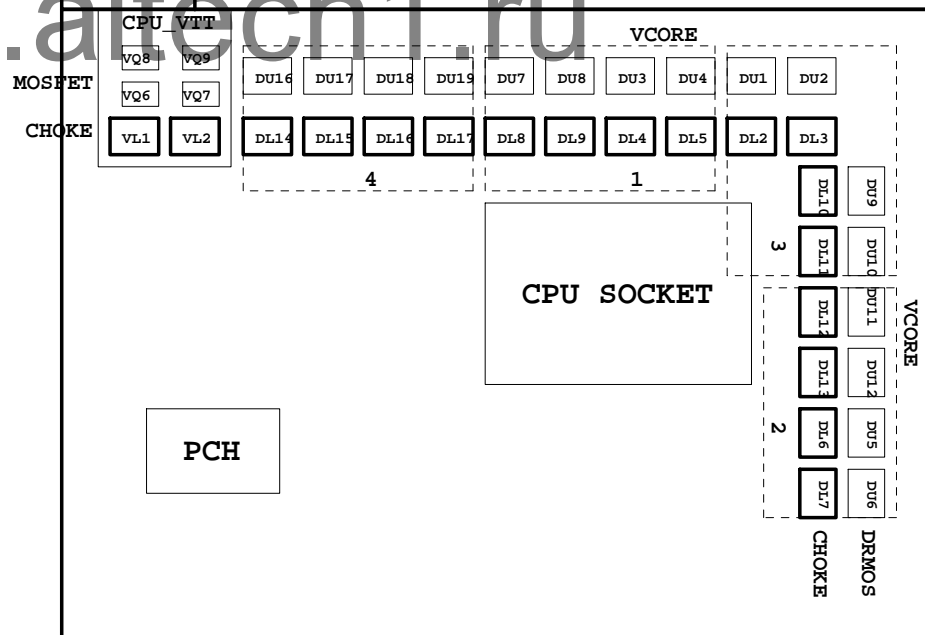 .altech1.ru
CPU_VTT
VCORE
VQ8 VQ9
MOSFET
DU16 DU17 DU18 DU19 DU7 DU8 DU3 DU4 DU1 DU2
VQ6 VQ7
CHOKE
VL1 VL2 DL14 DL15 DL16 DL17 DL8 DL9 DL4 DL5 DL2 DL3
4
1
DL10 DU9
3
DL11 DU10
CPU SOCKET
DL12 DU11
VCORE
DL13 DU12
2
DL6 DU5
PCH
DL7 DU6
CHOKE
DRMOS